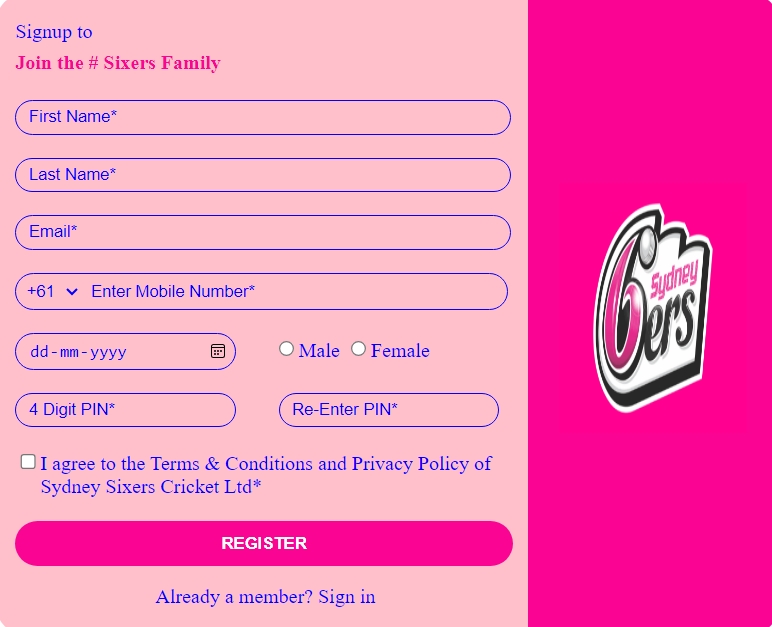 Signup to
Join the # Sixers Family
First Name*
Last Name*
Email*
+61 Enter Mobile Number*
dd-mm-yyyy
Male Female
4 Digit PIN* Re-Enter PIN*
I agree to the Terms & Conditions and Privacy Policy of
Sydney Sixers Cricket Ltd*
REGISTER
Already a member? Sign in
Sydney
6ers